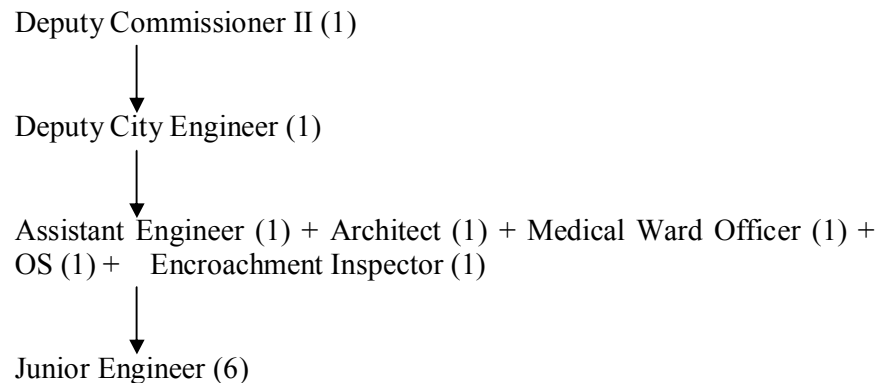 Deputy Commissioner II (1)
Deputy City Engineer (1)
Assistant Engineer (1) + Architect (1) + Medical Ward Officer (1) +
OS (1) + Encroachment Inspector (1)
Junior Engineer (6)